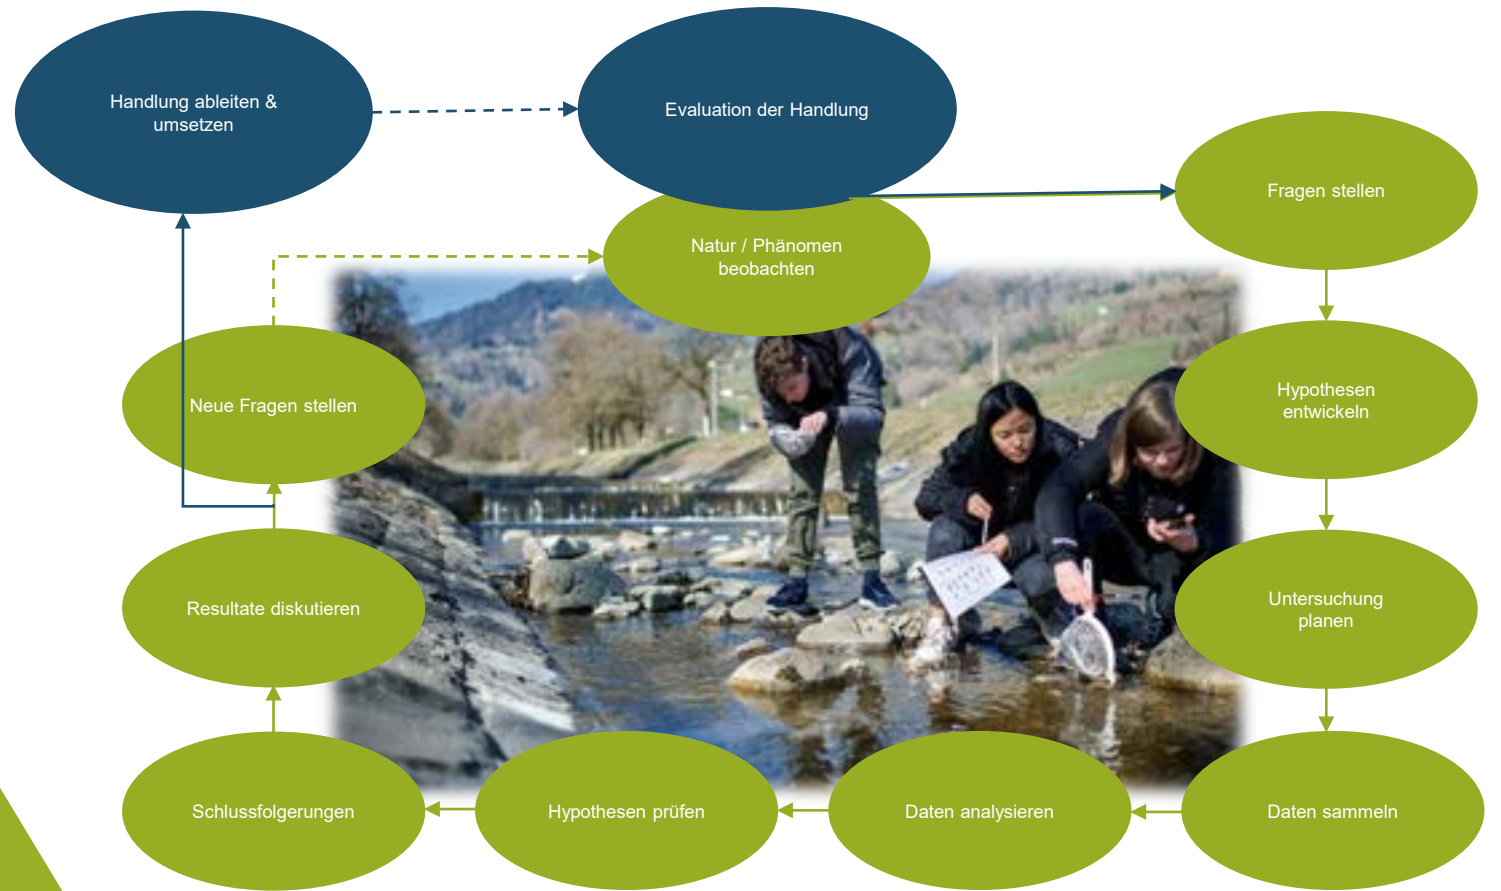 Handlung ableiten &
umsetzen
Evaluation der Handlung
Fragen stellen
Natur / Phänomen
beobachten
Hypothesen
entwickeln
Neue Fragen stellen
Untersuchung
planen
Resultate diskutieren
Schlussfolgerungen
Hypothesen prüfen
Daten analysieren
Daten sammeln